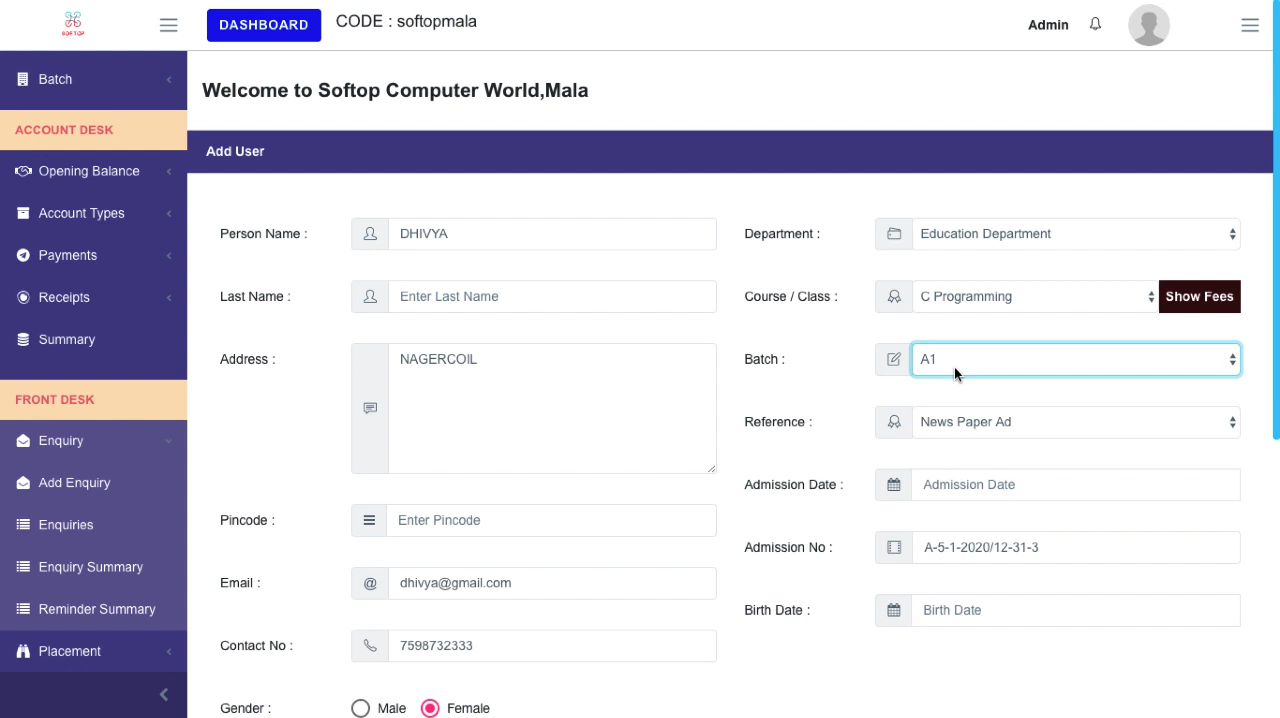 SOFTOP
DASHBOARD
CODE : softopmala
Admin
Batch
ACCOUNT DESK
Opening Balance
Account Types
Payments
Receipts
Summary
FRONT DESK
Enquiry
Add Enquiry
Enquiries
Enquiry Summary
Reminder Summary
Placement
Welcome to Softop Computer World,Mala
Add User
Person Name :
DHIVYA
Last Name :
Enter Last Name
Address :
NAGERCOIL
Pincode :
Enter Pincode
Email :
@ dhivya@gmail.com
Contact No :
7598732333
Gender :
Male Female
Department :
Education Department
Course / Class :
C Programming
Show Fees
Batch :
A1
Reference :
News Paper Ad
Admission Date :
Admission Date
Admission No :
A-5-1-2020/12-31-3
Birth Date :
Birth Date